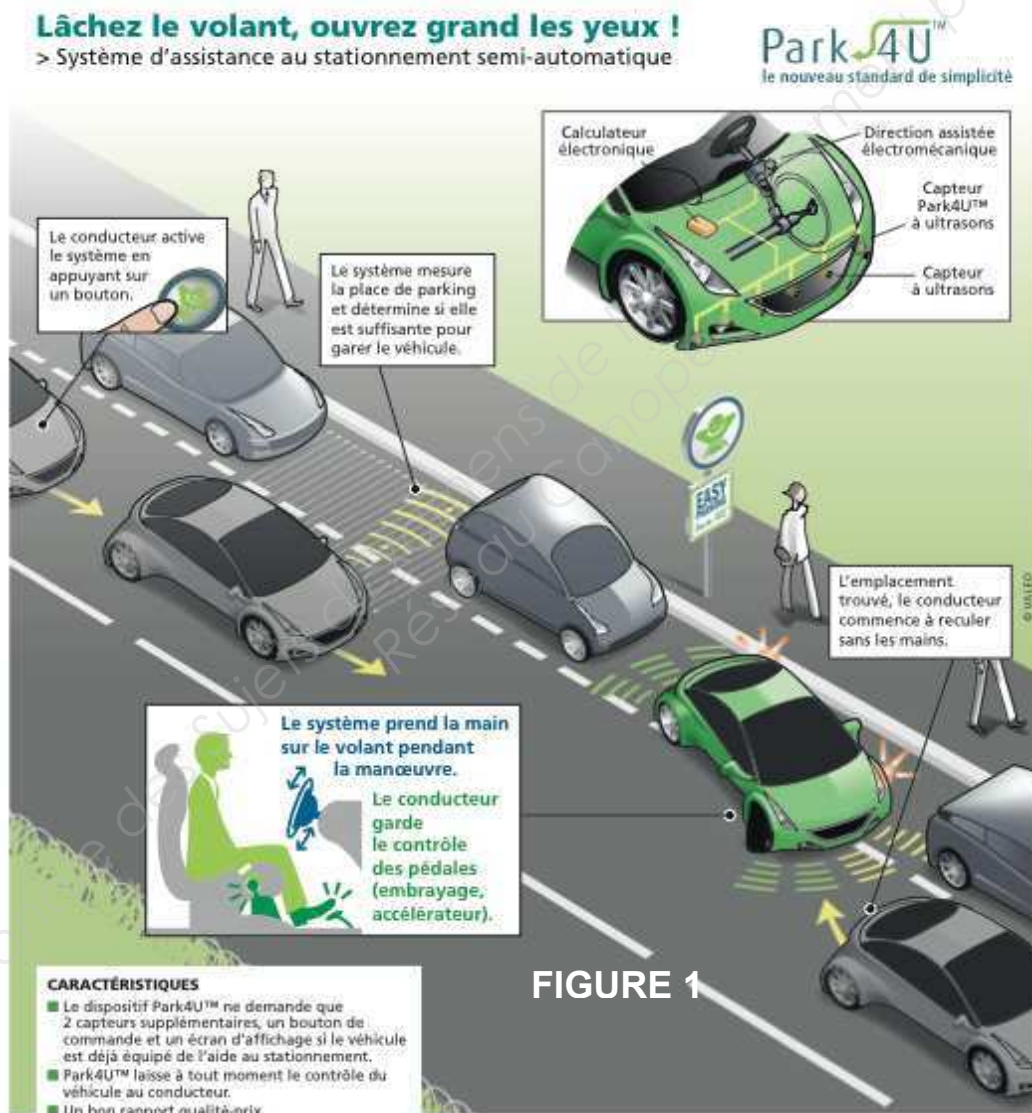 Lâchez le volant, ouvrez grand les yeux !
> Système d'assistance au stationnement semi-automatique
Park4U™
le nouveau standard de simplicité
Calculateur
électronique
Direction assistée
électromécanique
Capteur
Park4U™
à ultrasons
Capteur
à ultrasons
Le conducteur active
le système en
appuyant sur
un bouton.
Le système mesure
la place de parking
et détermine si elle
est suffisante pour
garer le véhicule.
EASY
L'emplacement
trouvé, le conducteur
commence à reculer
sans les mains.
© VALEO
Le système prend la main
sur le volant pendant
la manœuvre.
Le conducteur
garde
le contrôle
des pédales
(embrayage,
accélérateur).
FIGURE 1
CARACTÉRISTIQUES
Le dispositif Park4U™ ne demande que
2 capteurs supplémentaires, un bouton de
commande et un écran d'affichage si le véhicule
est déjà équipé de l'aide au stationnement.
Park4U™ laisse à tout moment le contrôle du
véhicule au conducteur.
Un bon rapport qualité-prix
des sujets
Réseau Canopé